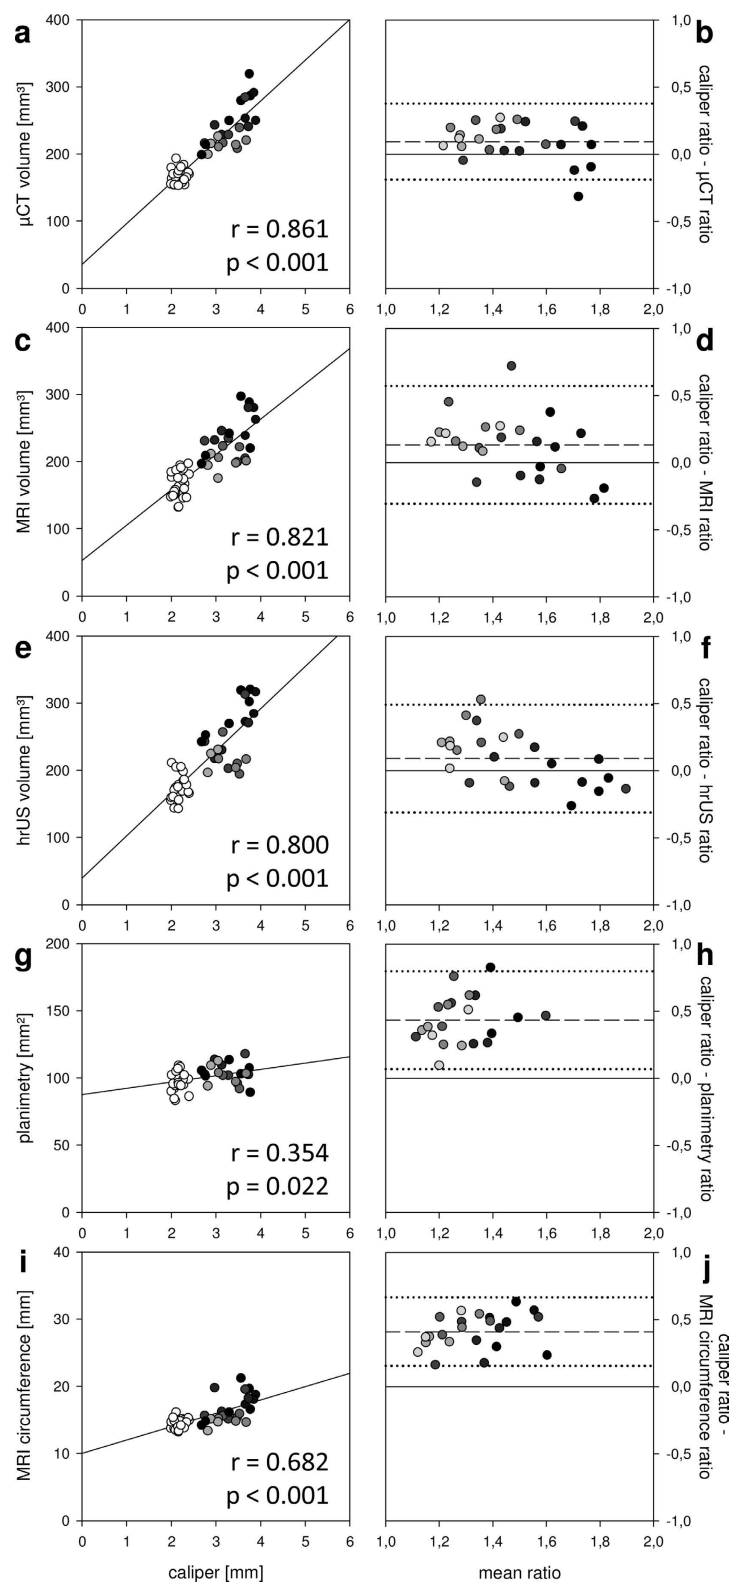 a
b
400
300
200
100
0
µCT volume [mm³]
r = 0.861
p < 0.001
0 1 2 3 4 5 6
1,0
0,5
0,0
-0,5
-1,0
caliper ratio - µCT ratio
1,0 1,2 1,4 1,6 1,8 2,0
c
d
400
300
200
100
0
MRI volume [mm³]
r = 0.821
p < 0.001
0 1 2 3 4 5 6
1,0
0,5
0,0
-0,5
-1,0
caliper ratio - MRI ratio
1,0 1,2 1,4 1,6 1,8 2,0
e
f
400
300
200
100
0
hrUS volume [mm³]
r = 0.800
p < 0.001
0 1 2 3 4 5 6
1,0
0,5
0,0
-0,5
-1,0
caliper ratio - hrUS ratio
1,0 1,2 1,4 1,6 1,8 2,0
g
h
200
150
100
50
0
planimetry [mm²]
r = 0.354
p = 0.022
0 1 2 3 4 5 6
1,0
0,5
0,0
-0,5
-1,0
caliper ratio - planimetry ratio
1,0 1,2 1,4 1,6 1,8 2,0
i
j
40
30
20
10
0
MRI circumference [mm]
r = 0.682
p < 0.001
0 1 2 3 4 5 6
caliper [mm]
1,0
0,5
0,0
-0,5
-1,0
caliper ratio -
MRI circumference ratio
1,0 1,2 1,4 1,6 1,8 2,0
mean ratio